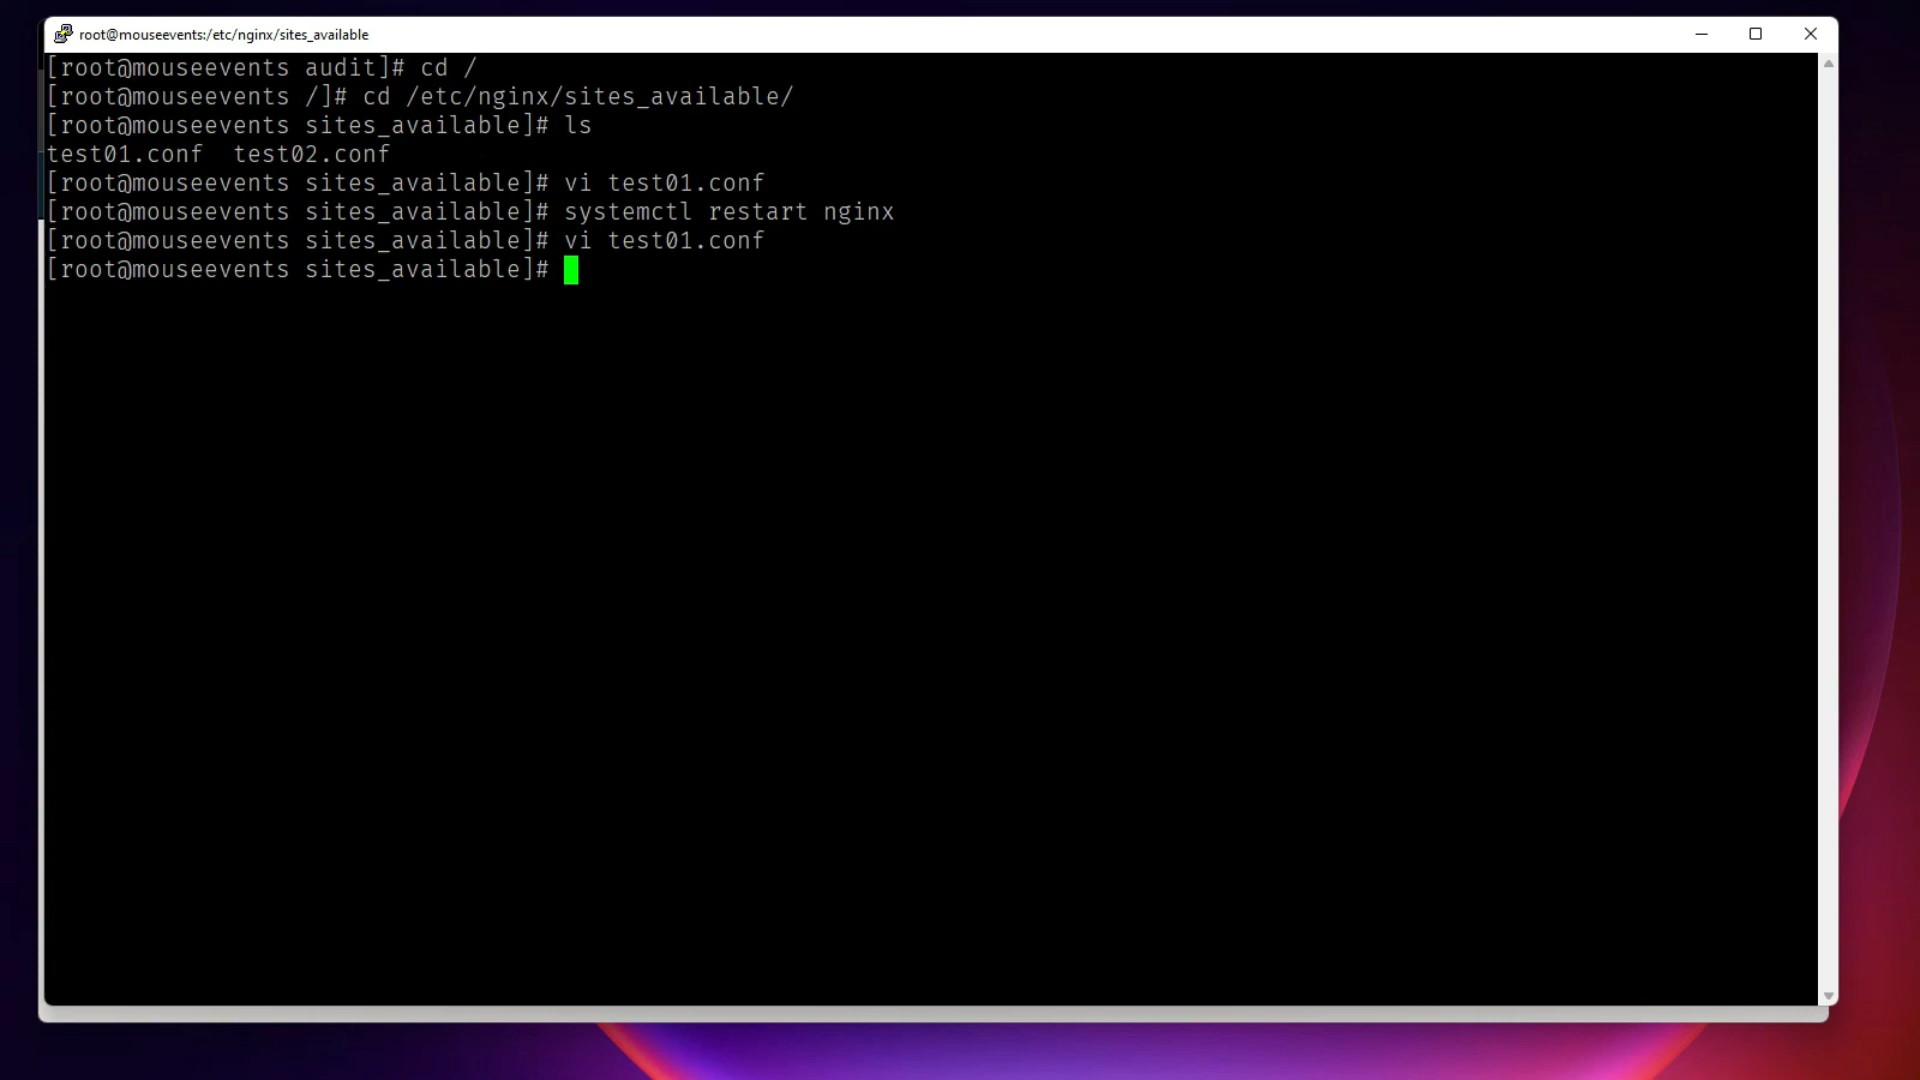 root@mouseevents:/etc/nginx/sites_available
[root@mouseevents audit]# cd /
[root@mouseevents /]# cd /etc/nginx/sites_available/
[root@mouseevents sites_available]# ls
test01.conf  test02.conf
[root@mouseevents sites_available]# vi test01.conf
[root@mouseevents sites_available]# systemctl restart nginx
[root@mouseevents sites_available]# vi test01.conf
[root@mouseevents sites_available]#